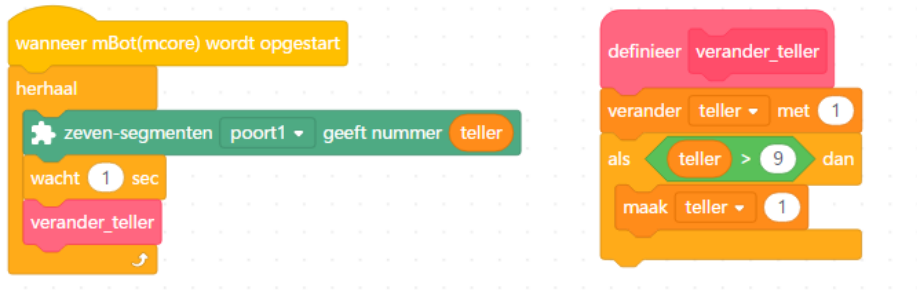 wanneer mBot(mcore) wordt opgestart
herhaal
zeven-segmenten poort1 geeft nummer teller
wacht 1 sec
verander_teller
definieer verander_teller
verander teller met 1
als teller > 9 dan
maak teller 1